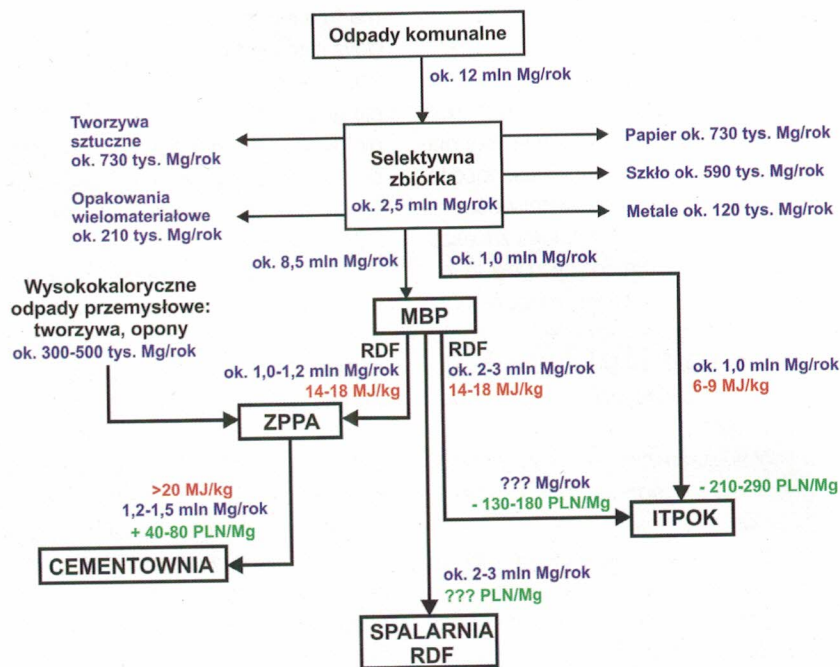 Odpady komunalne
ok. 12 mln Mg/rok
Tworzywa
sztuczne
ok. 730 tys. Mg/rok
Opakowania
wielomateriałowe
ok. 210 tys. Mg/rok
Selektywna
zbiórka
ok. 2,5 mln Mg/rok
Papier ok. 730 tys. Mg/rok
Szkło ok. 590 tys. Mg/rok
Metale ok. 120 tys. Mg/rok
ok. 8,5 mln Mg/rok
ok. 1,0 mln Mg/rok
Wysokokaloryczne
odpady przemysłowe:
tworzywa, opony
ok. 300-500 tys. Mg/rok
MBP
RDF
ok. 1,0-1,2 mln Mg/rok
14-18 MJ/kg
RDF
ok. 2-3 mln Mg/rok
14-18 MJ/kg
ok. 1,0 mln Mg/rok
6-9 MJ/kg
ZPPA
>20 MJ/kg
1,2-1,5 mln Mg/rok
+ 40-80 PLN/Mg
??? Mg/rok
- 130-180 PLN/Mg
- 210-290 PLN/Mg
ITPOK
CEMENTOWNIA
ok. 2-3 mln Mg/rok
??? PLN/Mg
SPALARNIA
RDF